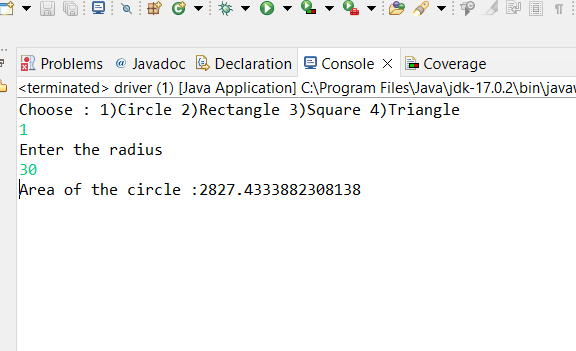 Problems @ Javadoc Declaration Console Coverage
<terminated> driver (1) [Java Application] C:\Program Files\Java\jdk-17.0.2\bin\javaw
Choose : 1)Circle 2)Rectangle 3)Square 4)Triangle
1
Enter the radius
30
Area of the circle :2827.4333882308138